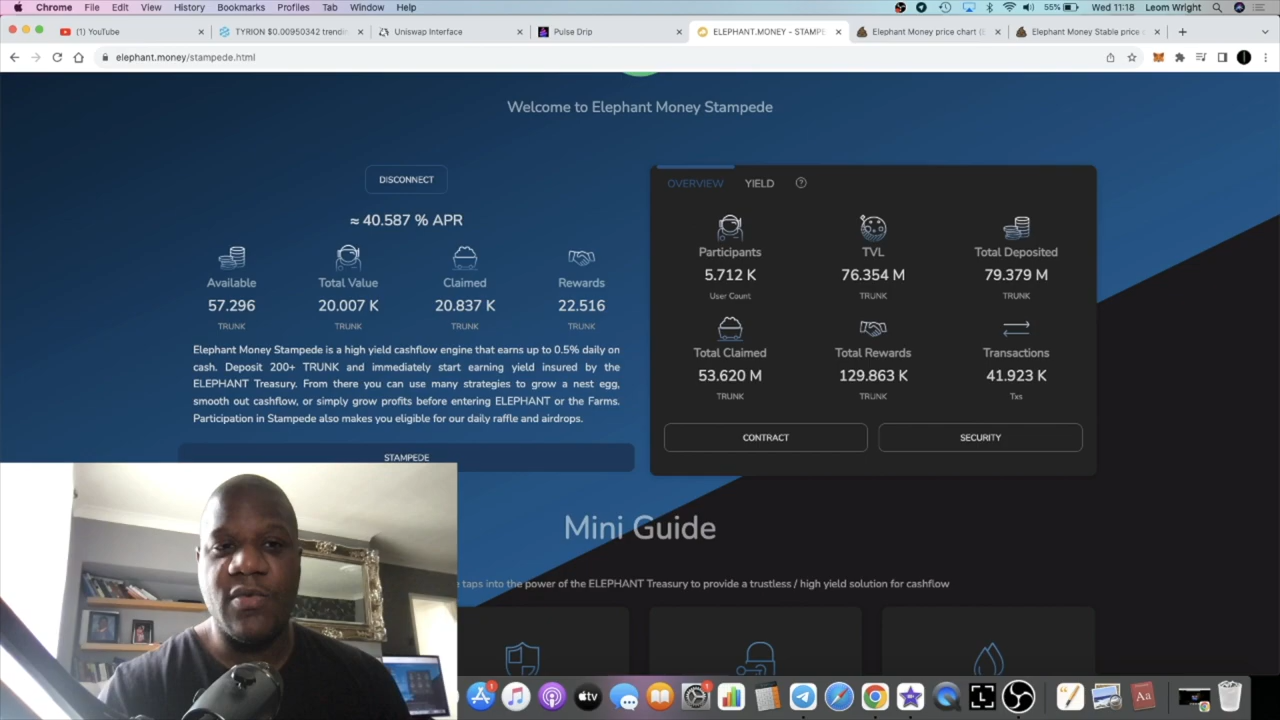 Chrome File Edit View History Bookmarks Profiles Tab Window Help 55% Wed 11:18 Leom Wright
(1) YouTube
TYRION $0.00950342 trendin
Uniswap Interface
Pulse Drip
ELEPHANT.MONEY - STAMPE
Elephant Money price chart (
Elephant Money Stable price
elephant.money/stampede.html
Welcome to Elephant Money Stampede
DISCONNECT
≈ 40.587 % APR
Available Total Value Claimed Rewards
57.296 20.007 K 20.837 K 22.516
TRUNK TRUNK TRUNK TRUNK
Elephant Money Stampede is a high yield cashflow engine that earns up to 0.5% daily on
cash. Deposit 200+ TRUNK and immediately start earning yield insured by the
ELEPHANT Treasury. From there you can use many strategies to grow a nest egg,
smooth out cashflow, or simply grow profits before entering ELEPHANT or the Farms.
Participation in Stampede also makes you eligible for our daily raffle and airdrops.
STAMPEDE
OVERVIEW YIELD ?
Participants TVL Total Deposited
5.712 K 76.354 M 79.379 M
User Count TRUNK TRUNK
Total Claimed Total Rewards Transactions
53.620 M 129.863 K 41.923 K
TRUNK TRUNK Txs
CONTRACT SECURITY
Mini Guide
taps into the power of the ELEPHANT Treasury to provide a trustless / high yield solution for cashflow
tv
Aa